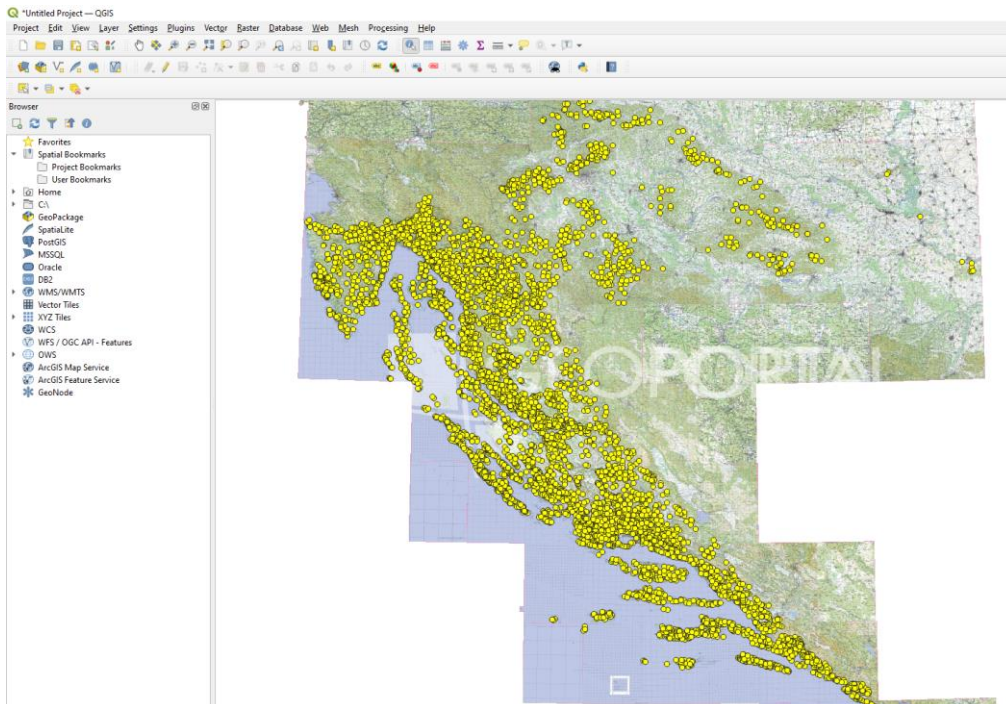 *Untitled Project — QGIS
Project Edit View Layer Settings Plugins Vector Raster Database Web Mesh Processing Help
Browser
Favorites
Spatial Bookmarks
Project Bookmarks
User Bookmarks
Home
C:\
GeoPackage
SpatiaLite
PostGIS
MSSQL
Oracle
DB2
WMS/WMTS
Vector Tiles
XYZ Tiles
WCS
WFS / OGC API - Features
OWS
ArcGIS Map Service
ArcGIS Feature Service
GeoNode
GEOPORTAL